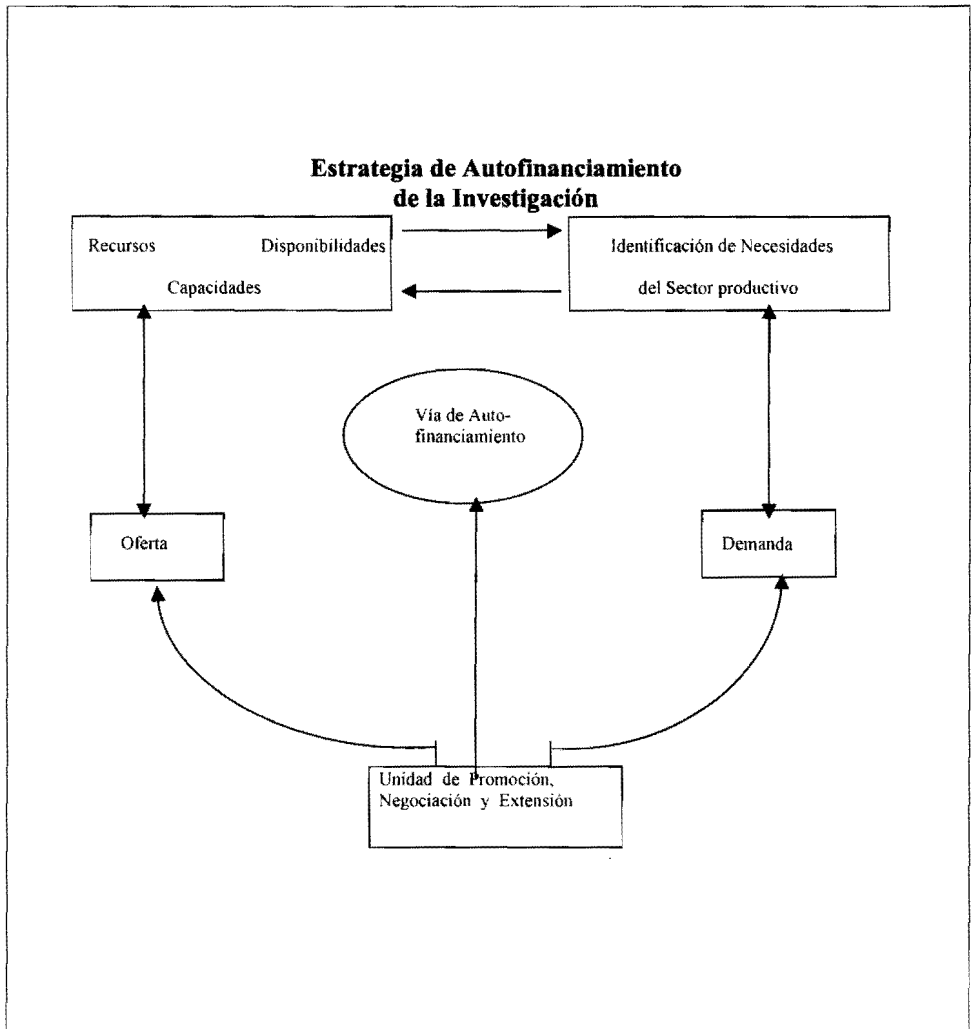 Estrategia de Autofinanciamiento
de la Investigación
Recursos Disponibilidades
Capacidades
Identificación de Necesidades
del Sector productivo
Vía de Auto-
financiamiento
Oferta
Demanda
Unidad de Promoción,
Negociación y Extensión